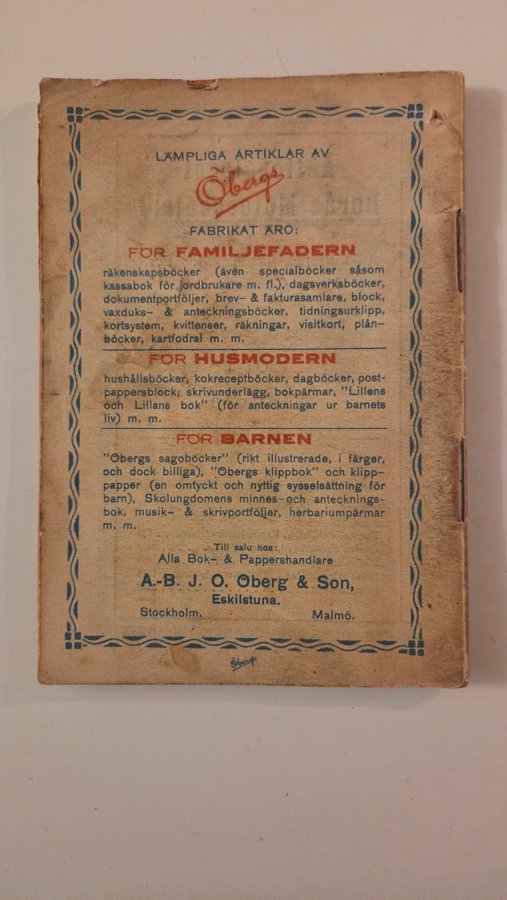 LÄMPLIGA ARTIKLAR AV
Öbergs
FABRIKAT ÄRO:
FÖR FAMILJEFADERN
räkenskapsböcker (även specialböcker såsom
kassabok för jordbrukare m. fl.), dagsverksböcker,
dokumentportföljer, brev- & fakturasamlare, block,
vaxduks- & anteckningsböcker, tidningsurklipp,
kortsystem, kvittenser, räkningar, visitkort, plån-
böcker, kartfodral m. m.
FÖR HUSMODERN
hushållsböcker, kokreceptböcker, dagböcker, post-
pappersblock, skrivunderlägg, bokpärmar, "Lillens
och Lillans bok" (för anteckningar ur barnets
liv) m. m.
FÖR BARNEN
"Öbergs sagoböcker" (rikt illustrerade, i färger,
och dock billiga), "Öbergs klippbok" och klipp-
papper (en omtyckt och nyttig sysselsättning för
barn), Skolungdomens minnes- och antecknings-
bok, musik- & skrivportföljer, herbariumpärmar
m. m.
Till salu hos:
Alla Bok- & Pappershandlare
A.-B. J. O. Öberg & Son,
Eskilstuna.
Stockholm. Malmö.
Öbergs